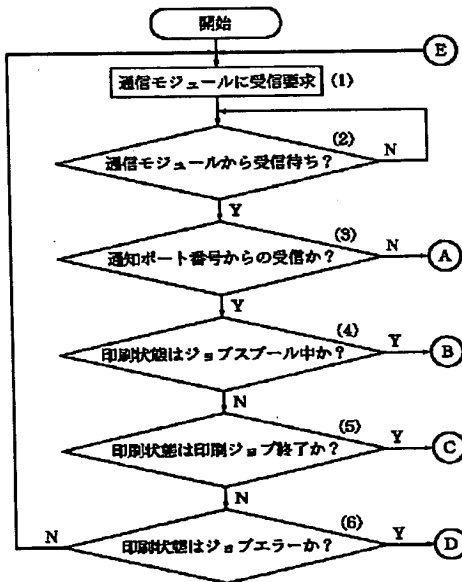 開始
E
通信モジュールに受信要求 (1)
(2)
通信モジュールから受信待ち? N
Y
(3)
通知ポート番号からの受信か? N A
Y
(4)
印刷状態はジョブスプール中か? Y B
N
(5)
印刷状態は印刷ジョブ終了か? Y C
N
(6)
N 印刷状態はジョブエラーか? Y D